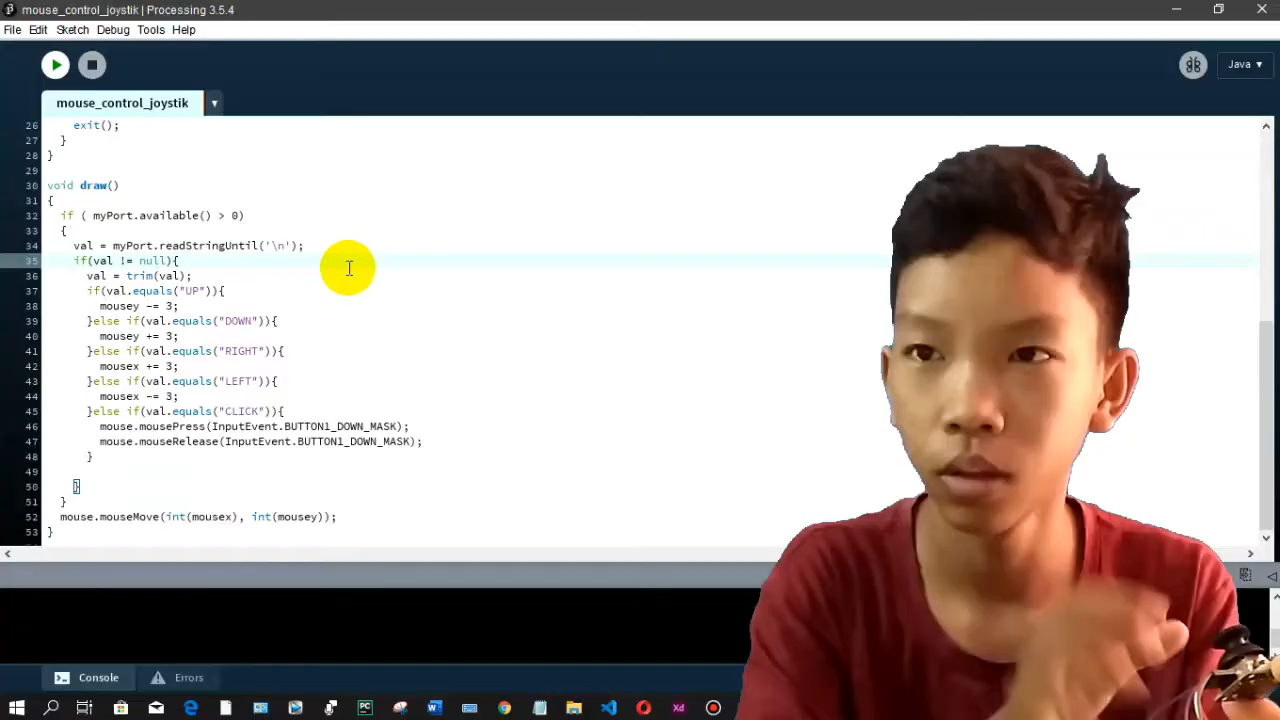 mouse_control_joystik | Processing 3.5.4
File Edit Sketch Debug Tools Help
Java ▾
mouse_control_joystik ▾
26 exit();
27 }
28 }
29
30 void draw()
31 {
32 if ( myPort.available() > 0)
33 {
34 val = myPort.readStringUntil('\n');
35 if(val != null){
36 val = trim(val);
37 if(val.equals("UP")){
38 mousey -= 3;
39 }else if(val.equals("DOWN")){
40 mousey += 3;
41 }else if(val.equals("RIGHT")){
42 mousex += 3;
43 }else if(val.equals("LEFT")){
44 mousex -= 3;
45 }else if(val.equals("CLICK")){
46 mouse.mousePress(InputEvent.BUTTON1_DOWN_MASK);
47 mouse.mouseRelease(InputEvent.BUTTON1_DOWN_MASK);
48 }
49
50 }
51 }
52 mouse.mouseMove(int(mousex), int(mousey));
53 }
Console Errors
PC W Xd